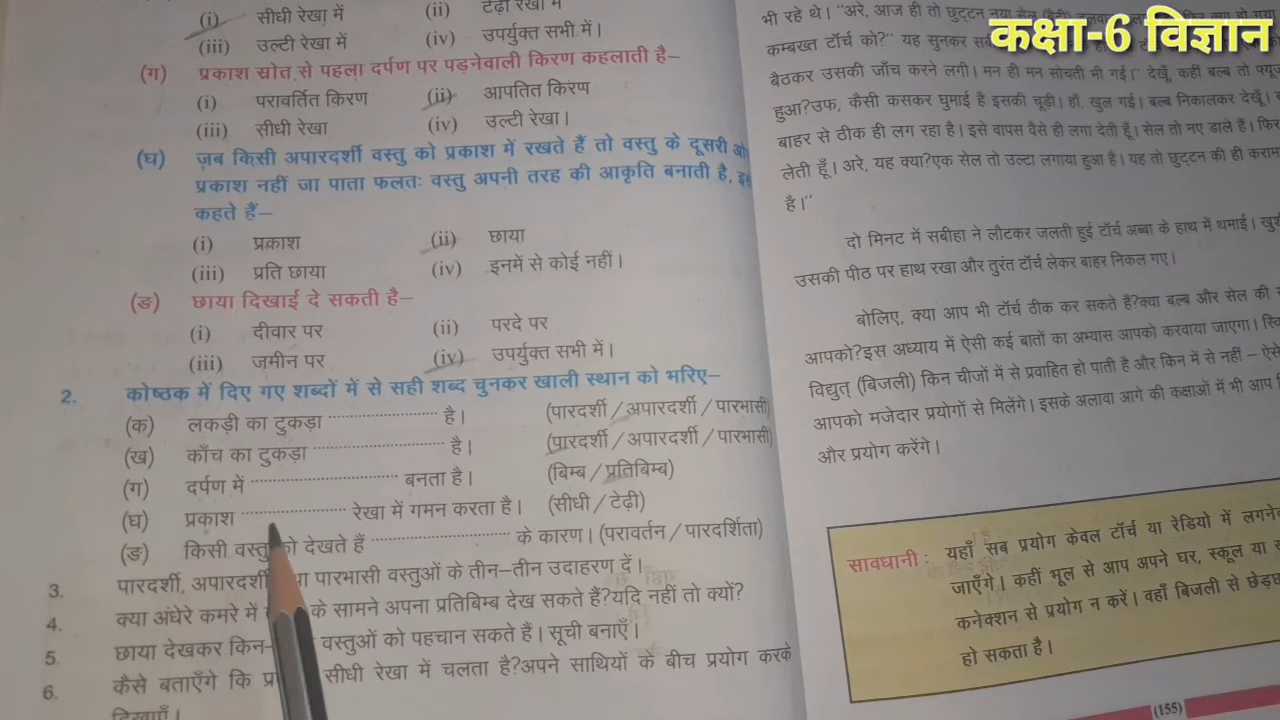 कक्षा-6 विज्ञान
(i) सीधी रेखा में (ii) टेढ़ी रेखा में
(iii) उल्टी रेखा में (iv) उपर्युक्त सभी में।
(ग) प्रकाश स्रोत से पहला दर्पण पर पड़नेवाली किरण कहलाती है–
(i) परावर्तित किरण (ii) आपतित किरण
(iii) सीधी रेखा (iv) उल्टी रेखा।
(घ) जब किसी अपारदर्शी वस्तु को प्रकाश में रखते हैं तो वस्तु के दूसरी
प्रकाश नहीं जा पाता फलतः वस्तु अपनी तरह की आकृति बनाती है,
कहते हैं–
(i) प्रकाश (ii) छाया
(iii) प्रति छाया (iv) इनमें से कोई नहीं।
(ङ) छाया दिखाई दे सकती है–
(i) दीवार पर (ii) परदे पर
(iii) जमीन पर (iv) उपर्युक्त सभी में।
2. कोष्ठक में दिए गए शब्दों में से सही शब्द चुनकर खाली स्थान को भरिए–
(क) लकड़ी का टुकड़ा ........................ है। (पारदर्शी / अपारदर्शी / पारभासी)
(ख) काँच का टुकड़ा ........................ है। (पारदर्शी / अपारदर्शी / पारभासी)
(ग) दर्पण में ........................ बनता है। (बिम्ब / प्रतिबिम्ब)
(घ) प्रकाश ........................ रेखा में गमन करता है। (सीधी / टेढ़ी)
(ङ) किसी वस्तु को देखते हैं ........................ के कारण। (परावर्तन / पारदर्शिता)
3. पारदर्शी, अपारदर्शी पारभासी वस्तुओं के तीन–तीन उदाहरण दें।
4. क्या अंधेरे कमरे में के सामने अपना प्रतिबिम्ब देख सकते हैं?यदि नहीं तो क्यों?
5. छाया देखकर किन– वस्तुओं को पहचान सकते हैं। सूची बनाएँ।
6. कैसे बताएँगे कि सीधी रेखा में चलता है?अपने साथियों के बीच प्रयोग करके
दिखाएँ।
भी रहे थे। "अरे, आज ही तो छुट्टन नया सेल
कम्बख्त टॉर्च को?" यह सुनकर
बैठकर उसकी जाँच करने लगी। मन ही मन सोचती भी गई।" देखूँ, कहीं बल्ब तो फ्यूज
हुआ?उफ, कैसी कसकर घुमाई है इसकी चूड़ी। हाँ, खुल गई। बल्ब निकालकर देखूँ।
बाहर से ठीक ही लग रहा है। इसे वापस वैसे ही लगा देती हूँ। सेल तो नए डाले हैं। फिर
लेती हूँ। अरे, यह क्या?एक सेल तो उल्टा लगाया हुआ है। यह तो छुट्टन की ही
है।"
दो मिनट में सबीहा ने लौटकर जलती हुई टॉर्च अब्बा के हाथ में थमाई।
उसकी पीठ पर हाथ रखा और तुरंत टॉर्च लेकर बाहर निकल गए।
बोलिए, क्या आप भी टॉर्च ठीक कर सकते हैं?क्या बल्ब और सेल की
आपको?इस अध्याय में ऐसी कई बातों का अभ्यास आपको करवाया जाएगा।
विद्युत् (बिजली) किन चीजों में से प्रवाहित हो पाती है और किन में से नहीं – ऐसे
आपको मजेदार प्रयोगों से मिलेंगे। इसके अलावा आगे की कक्षाओं में भी आप
और प्रयोग करेंगे।
सावधानी : यहाँ सब प्रयोग केवल टॉर्च या रेडियो में
जाएँगे। कहीं भूल से आप अपने घर, स्कूल या
कनेक्शन से प्रयोग न करें। वहाँ बिजली से
हो सकता है।
(155)